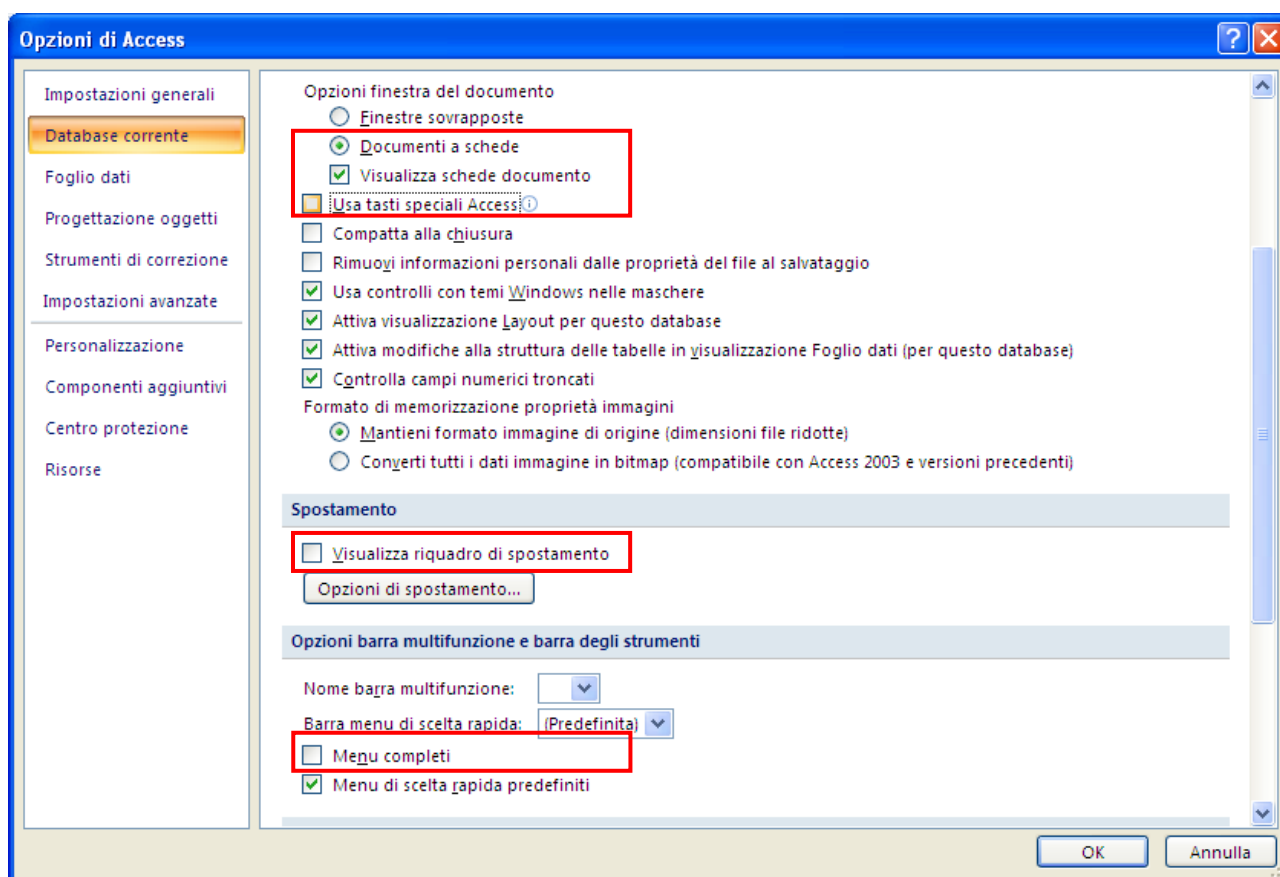 Opzioni di Access
Impostazioni generali
Database corrente
Foglio dati
Progettazione oggetti
Strumenti di correzione
Impostazioni avanzate
Personalizzazione
Componenti aggiuntivi
Centro protezione
Risorse
Opzioni finestra del documento
Finestre sovrapposte
Documenti a schede
Visualizza schede documento
Usa tasti speciali Access
Compatta alla chiusura
Rimuovi informazioni personali dalle proprietà del file al salvataggio
Usa controlli con temi Windows nelle maschere
Attiva visualizzazione Layout per questo database
Attiva modifiche alla struttura delle tabelle in visualizzazione Foglio dati (per questo database)
Controlla campi numerici troncati
Formato di memorizzazione proprietà immagini
Mantieni formato immagine di origine (dimensioni file ridotte)
Converti tutti i dati immagine in bitmap (compatibile con Access 2003 e versioni precedenti)
Spostamento
Visualizza riquadro di spostamento
Opzioni di spostamento...
Opzioni barra multifunzione e barra degli strumenti
Nome barra multifunzione:
Barra menu di scelta rapida: (Predefinita)
Menu completi
Menu di scelta rapida predefiniti
OK Annulla